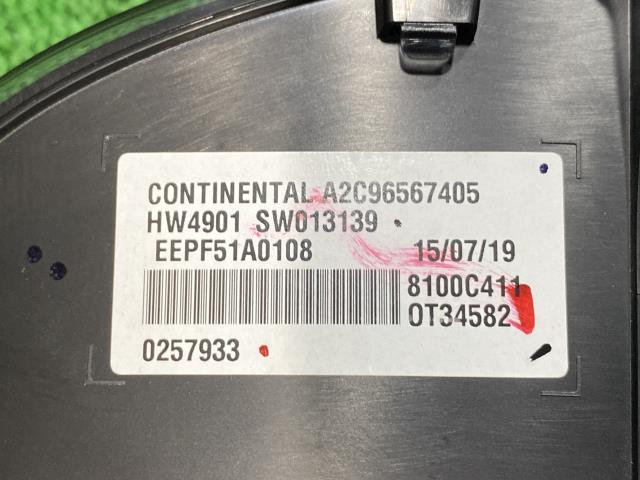 CONTINENTAL A2C96567405
HW4901 SW013139
EEPF51A0108 15/07/19
8100C411
OT34582
0257933